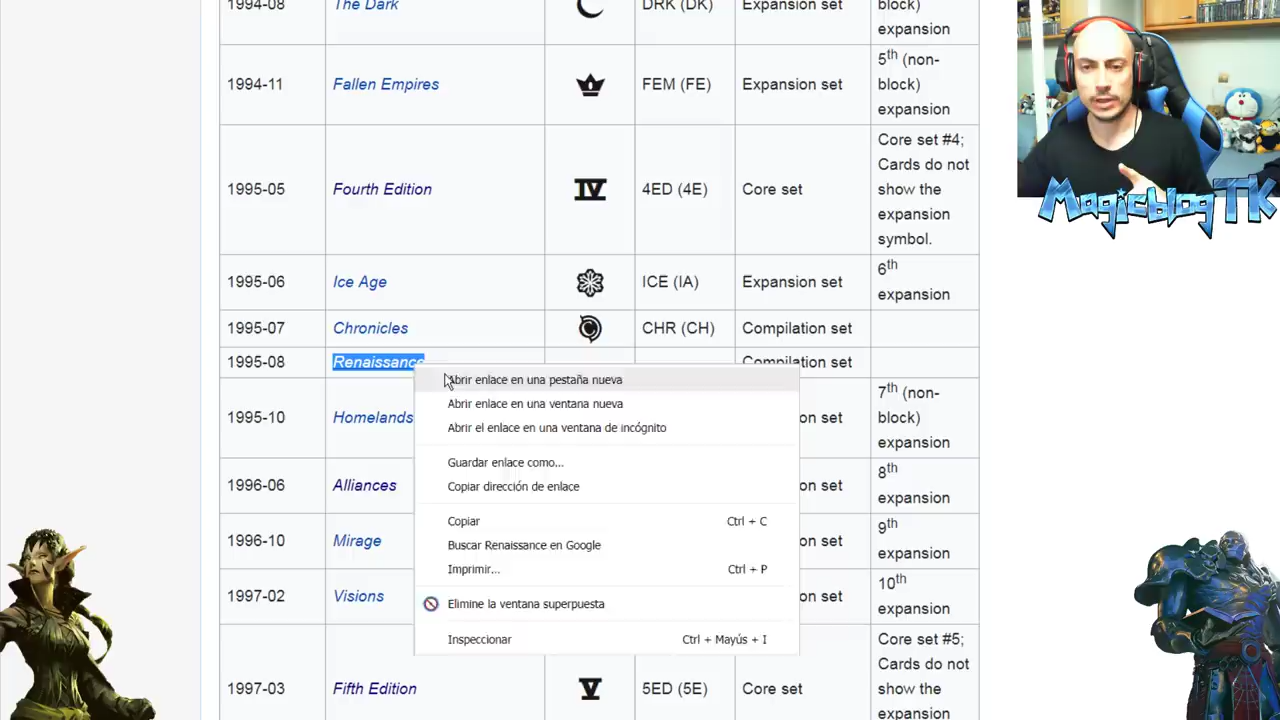 1994-08 The Dark DRK (DK) Expansion set block)
expansion
1994-11 Fallen Empires FEM (FE) Expansion set 5th (non-
block)
expansion
1995-05 Fourth Edition IV 4ED (4E) Core set Core set #4;
Cards do not
show the
expansion
symbol.
1995-06 Ice Age ICE (IA) Expansion set 6th
expansion
1995-07 Chronicles CHR (CH) Compilation set
1995-08 Renaissance Compilation set
1995-10 Homelands on set 7th (non-
block)
expansion
1996-06 Alliances on set 8th
expansion
1996-10 Mirage on set 9th
expansion
1997-02 Visions on set 10th
expansion
1997-03 Fifth Edition V 5ED (5E) Core set Core set #5;
Cards do not
show the
expansion
Abrir enlace en una pestaña nueva
Abrir enlace en una ventana nueva
Abrir el enlace en una ventana de incógnito
Guardar enlace como...
Copiar dirección de enlace
Copiar Ctrl + C
Buscar Renaissance en Google
Imprimir... Ctrl + P
Elimine la ventana superpuesta
Inspeccionar Ctrl + Mayús + I
MagicblogTK